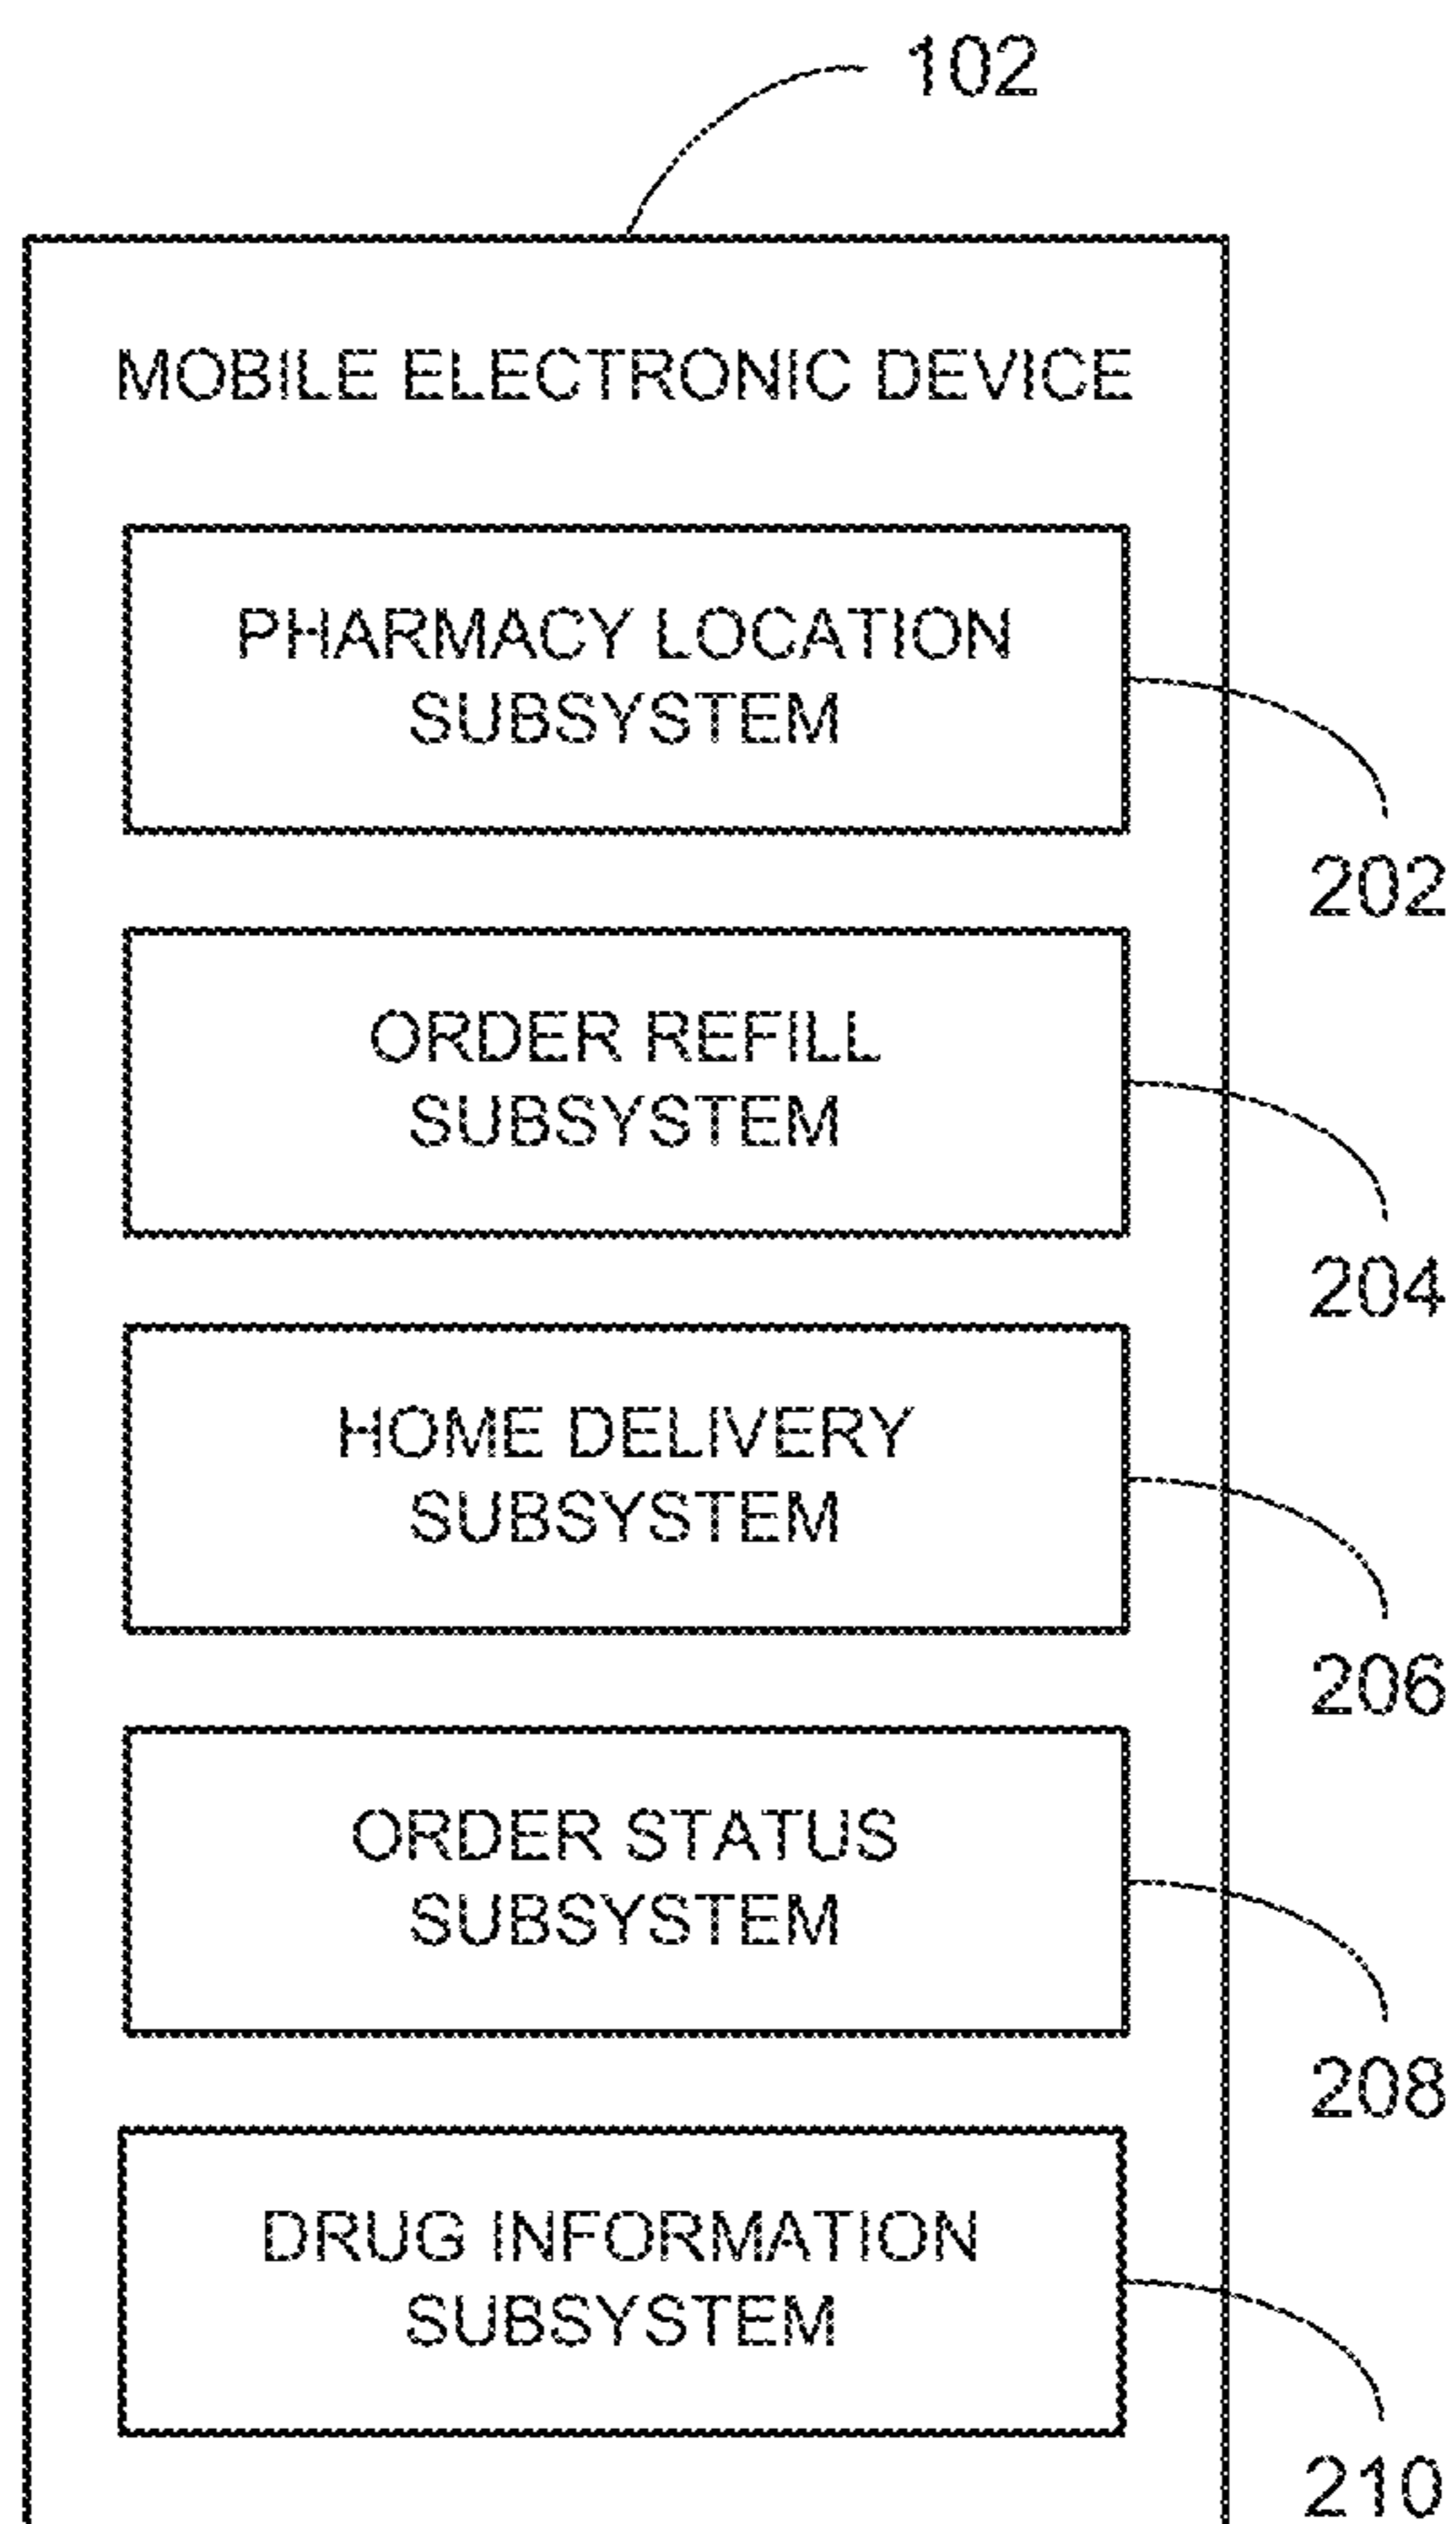 102
MOBILE ELECTRONIC DEVICE
PHARMACY LOCATION
SUBSYSTEM
202
ORDER REFILL
SUBSYSTEM
204
HOME DELIVERY
SUBSYSTEM
206
ORDER STATUS
SUBSYSTEM
208
DRUG INFORMATION
SUBSYSTEM
210